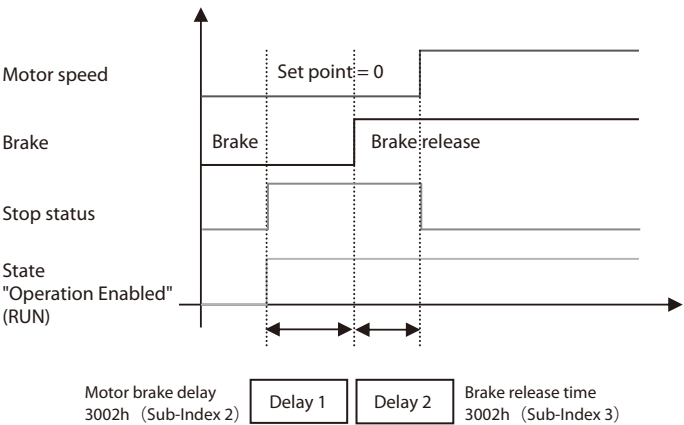 Motor speed
Set point = 0
Brake
Brake
Brake release
Stop status
State
"Operation Enabled"
(RUN)
Motor brake delay
3002h（Sub-Index 2）
Delay 1
Delay 2
Brake release time
3002h（Sub-Index 3）